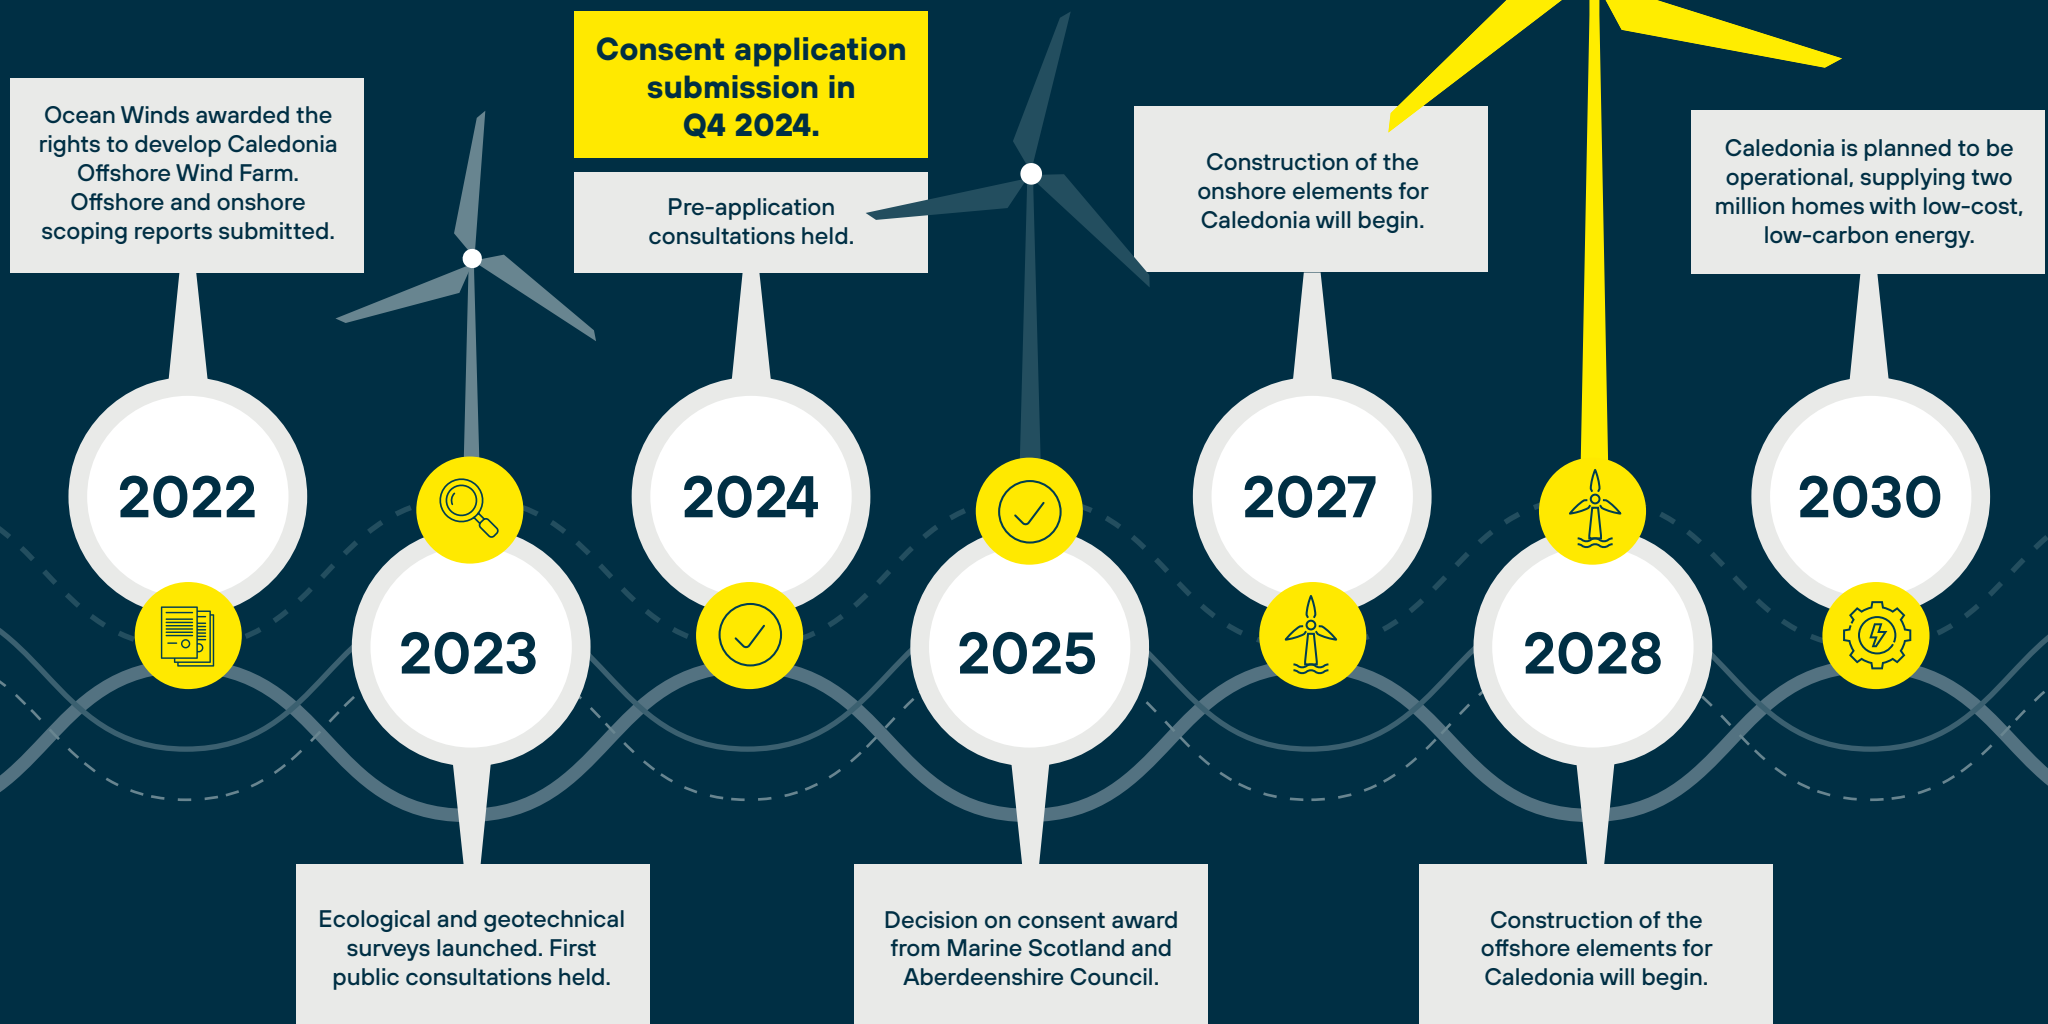 Ocean Winds awarded the
rights to develop Caledonia
Offshore Wind Farm.
Offshore and onshore
scoping reports submitted.
2022
2023
Ecological and geotechnical
surveys launched. First
public consultations held.
Consent application
submission in
Q4 2024.
Pre-application
consultations held.
2024
2025
Decision on consent award
from Marine Scotland and
Aberdeenshire Council.
Construction of the
onshore elements for
Caledonia will begin.
2027
2028
Construction of the
offshore elements for
Caledonia will begin.
Caledonia is planned to be
operational, supplying two
million homes with low-cost,
low-carbon energy.
2030